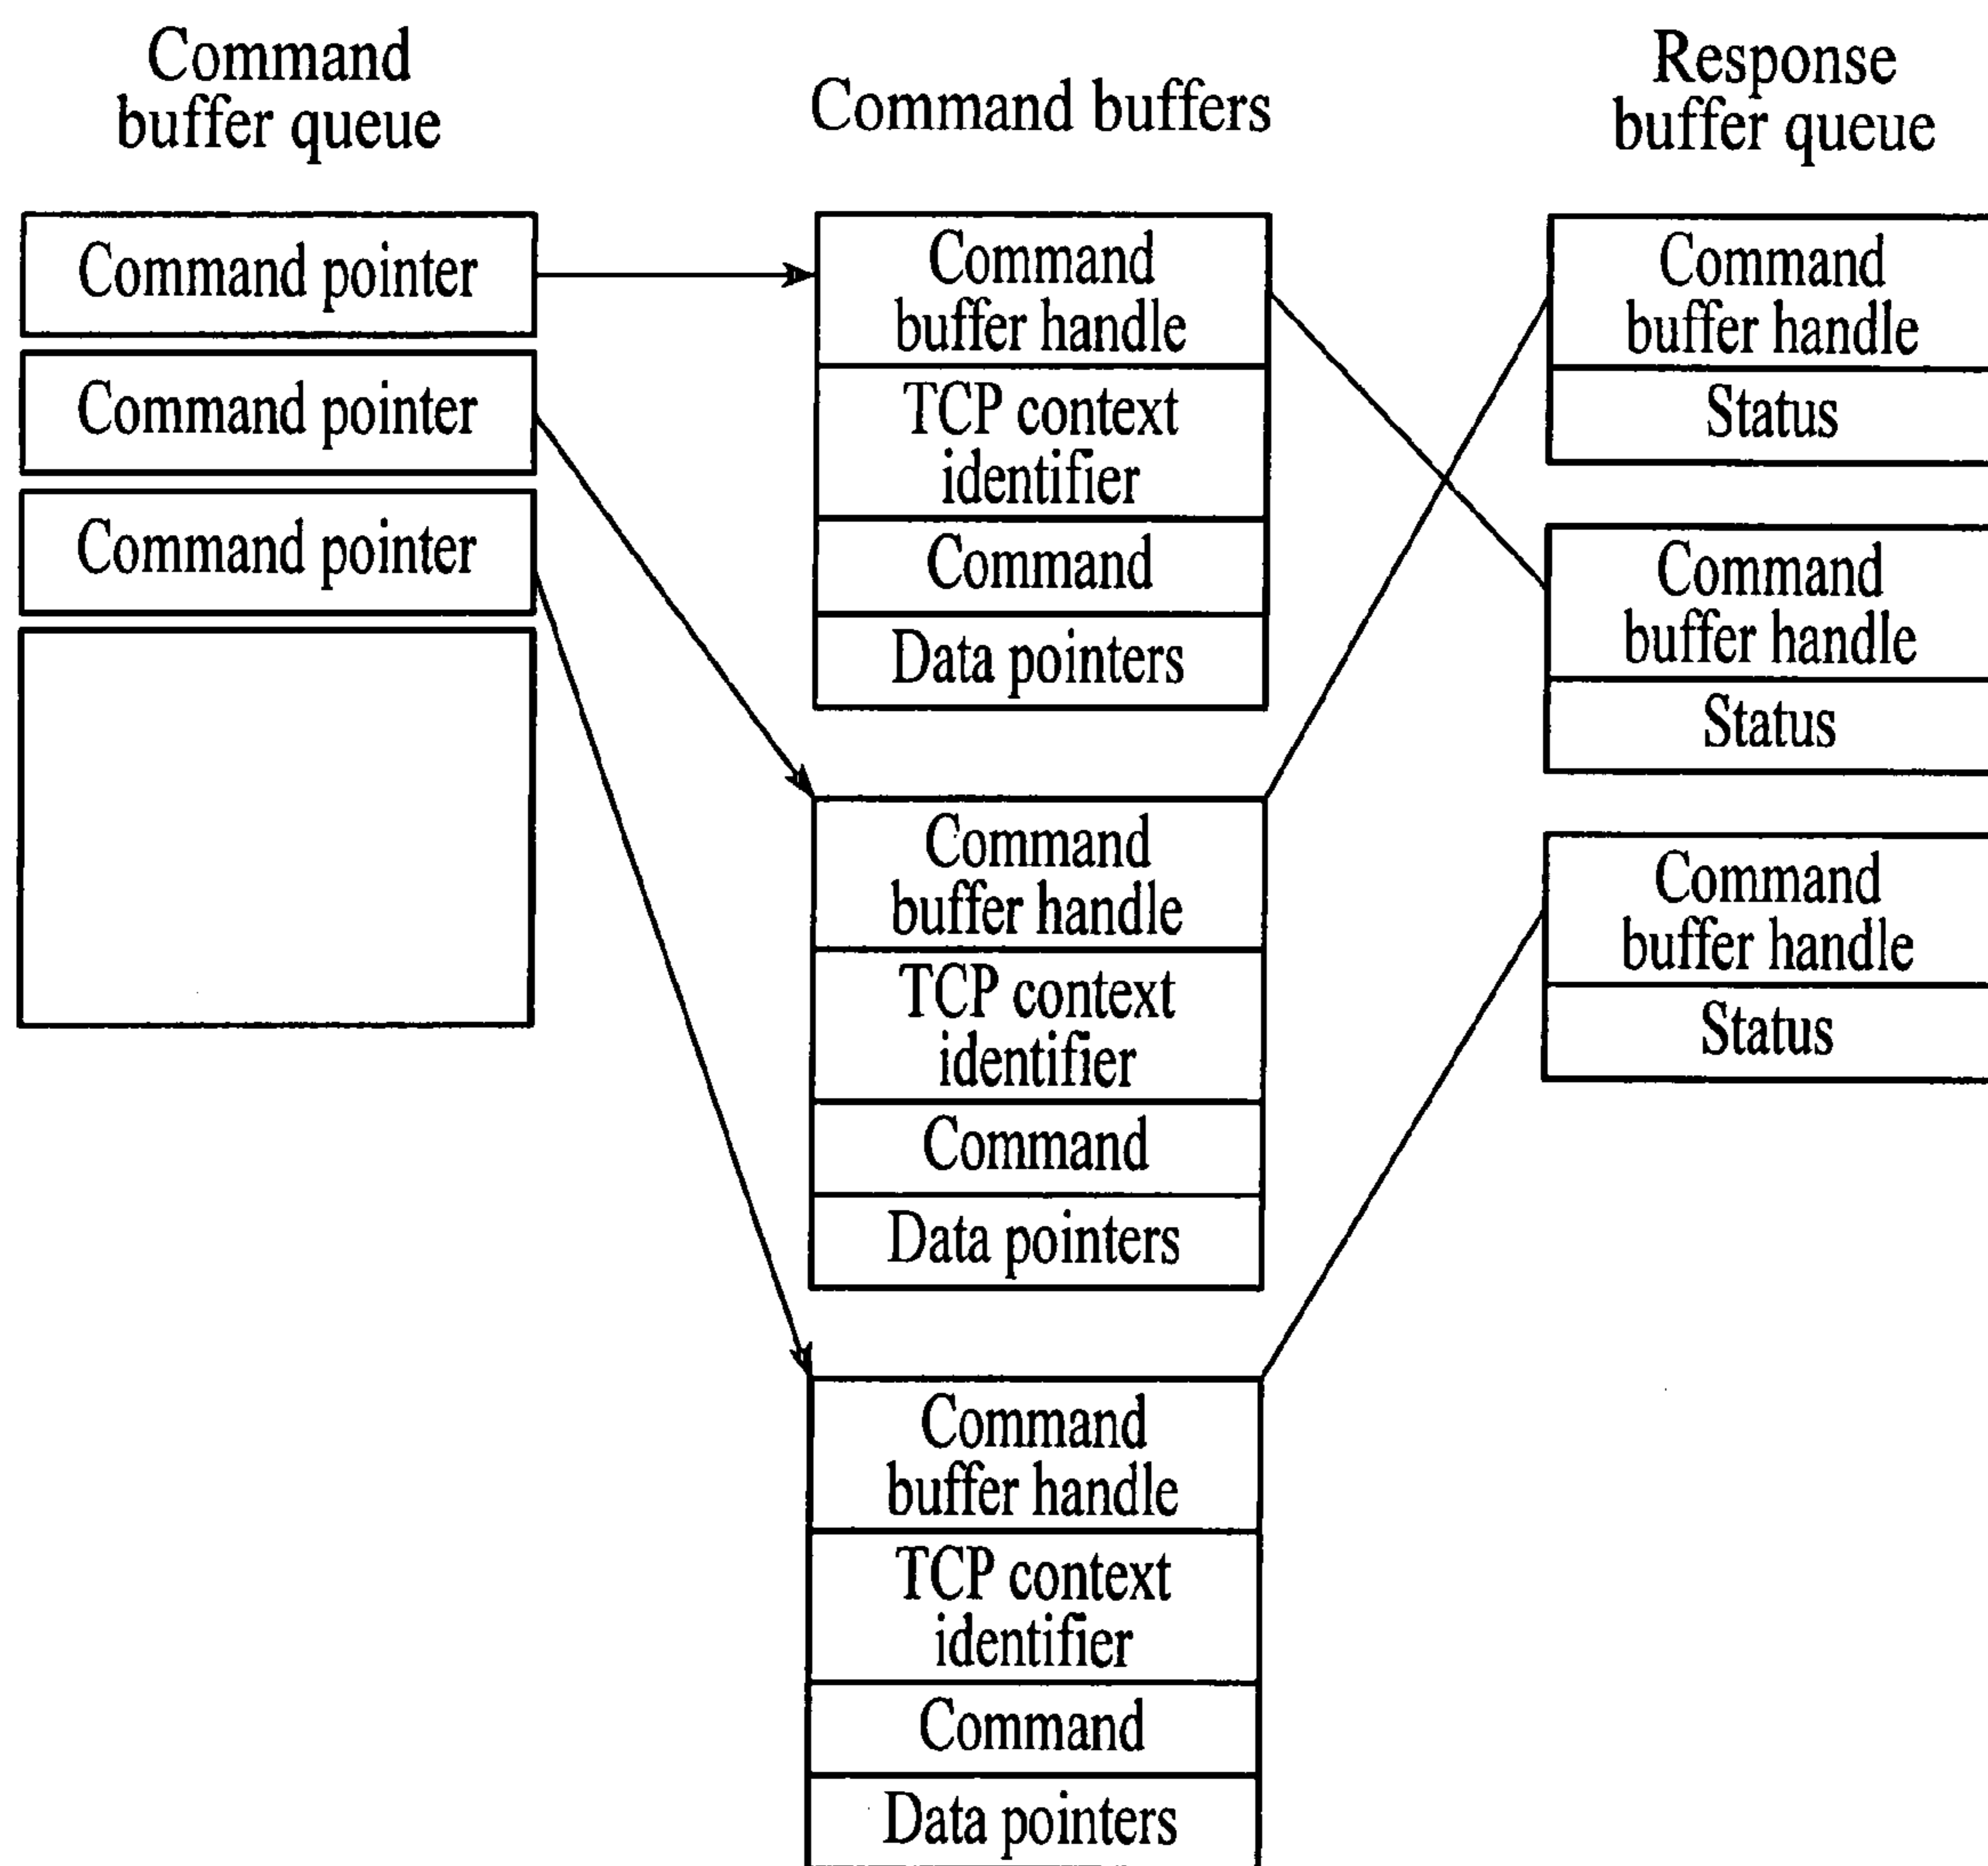 Command
buffer queue
Command pointer
Command pointer
Command pointer
Command buffers
Command
buffer handle
TCP context
identifier
Command
Data pointers
Command
buffer handle
TCP context
identifier
Command
Data pointers
Command
buffer handle
TCP context
identifier
Command
Data pointers
Response
buffer queue
Command
buffer handle
Status
Command
buffer handle
Status
Command
buffer handle
Status